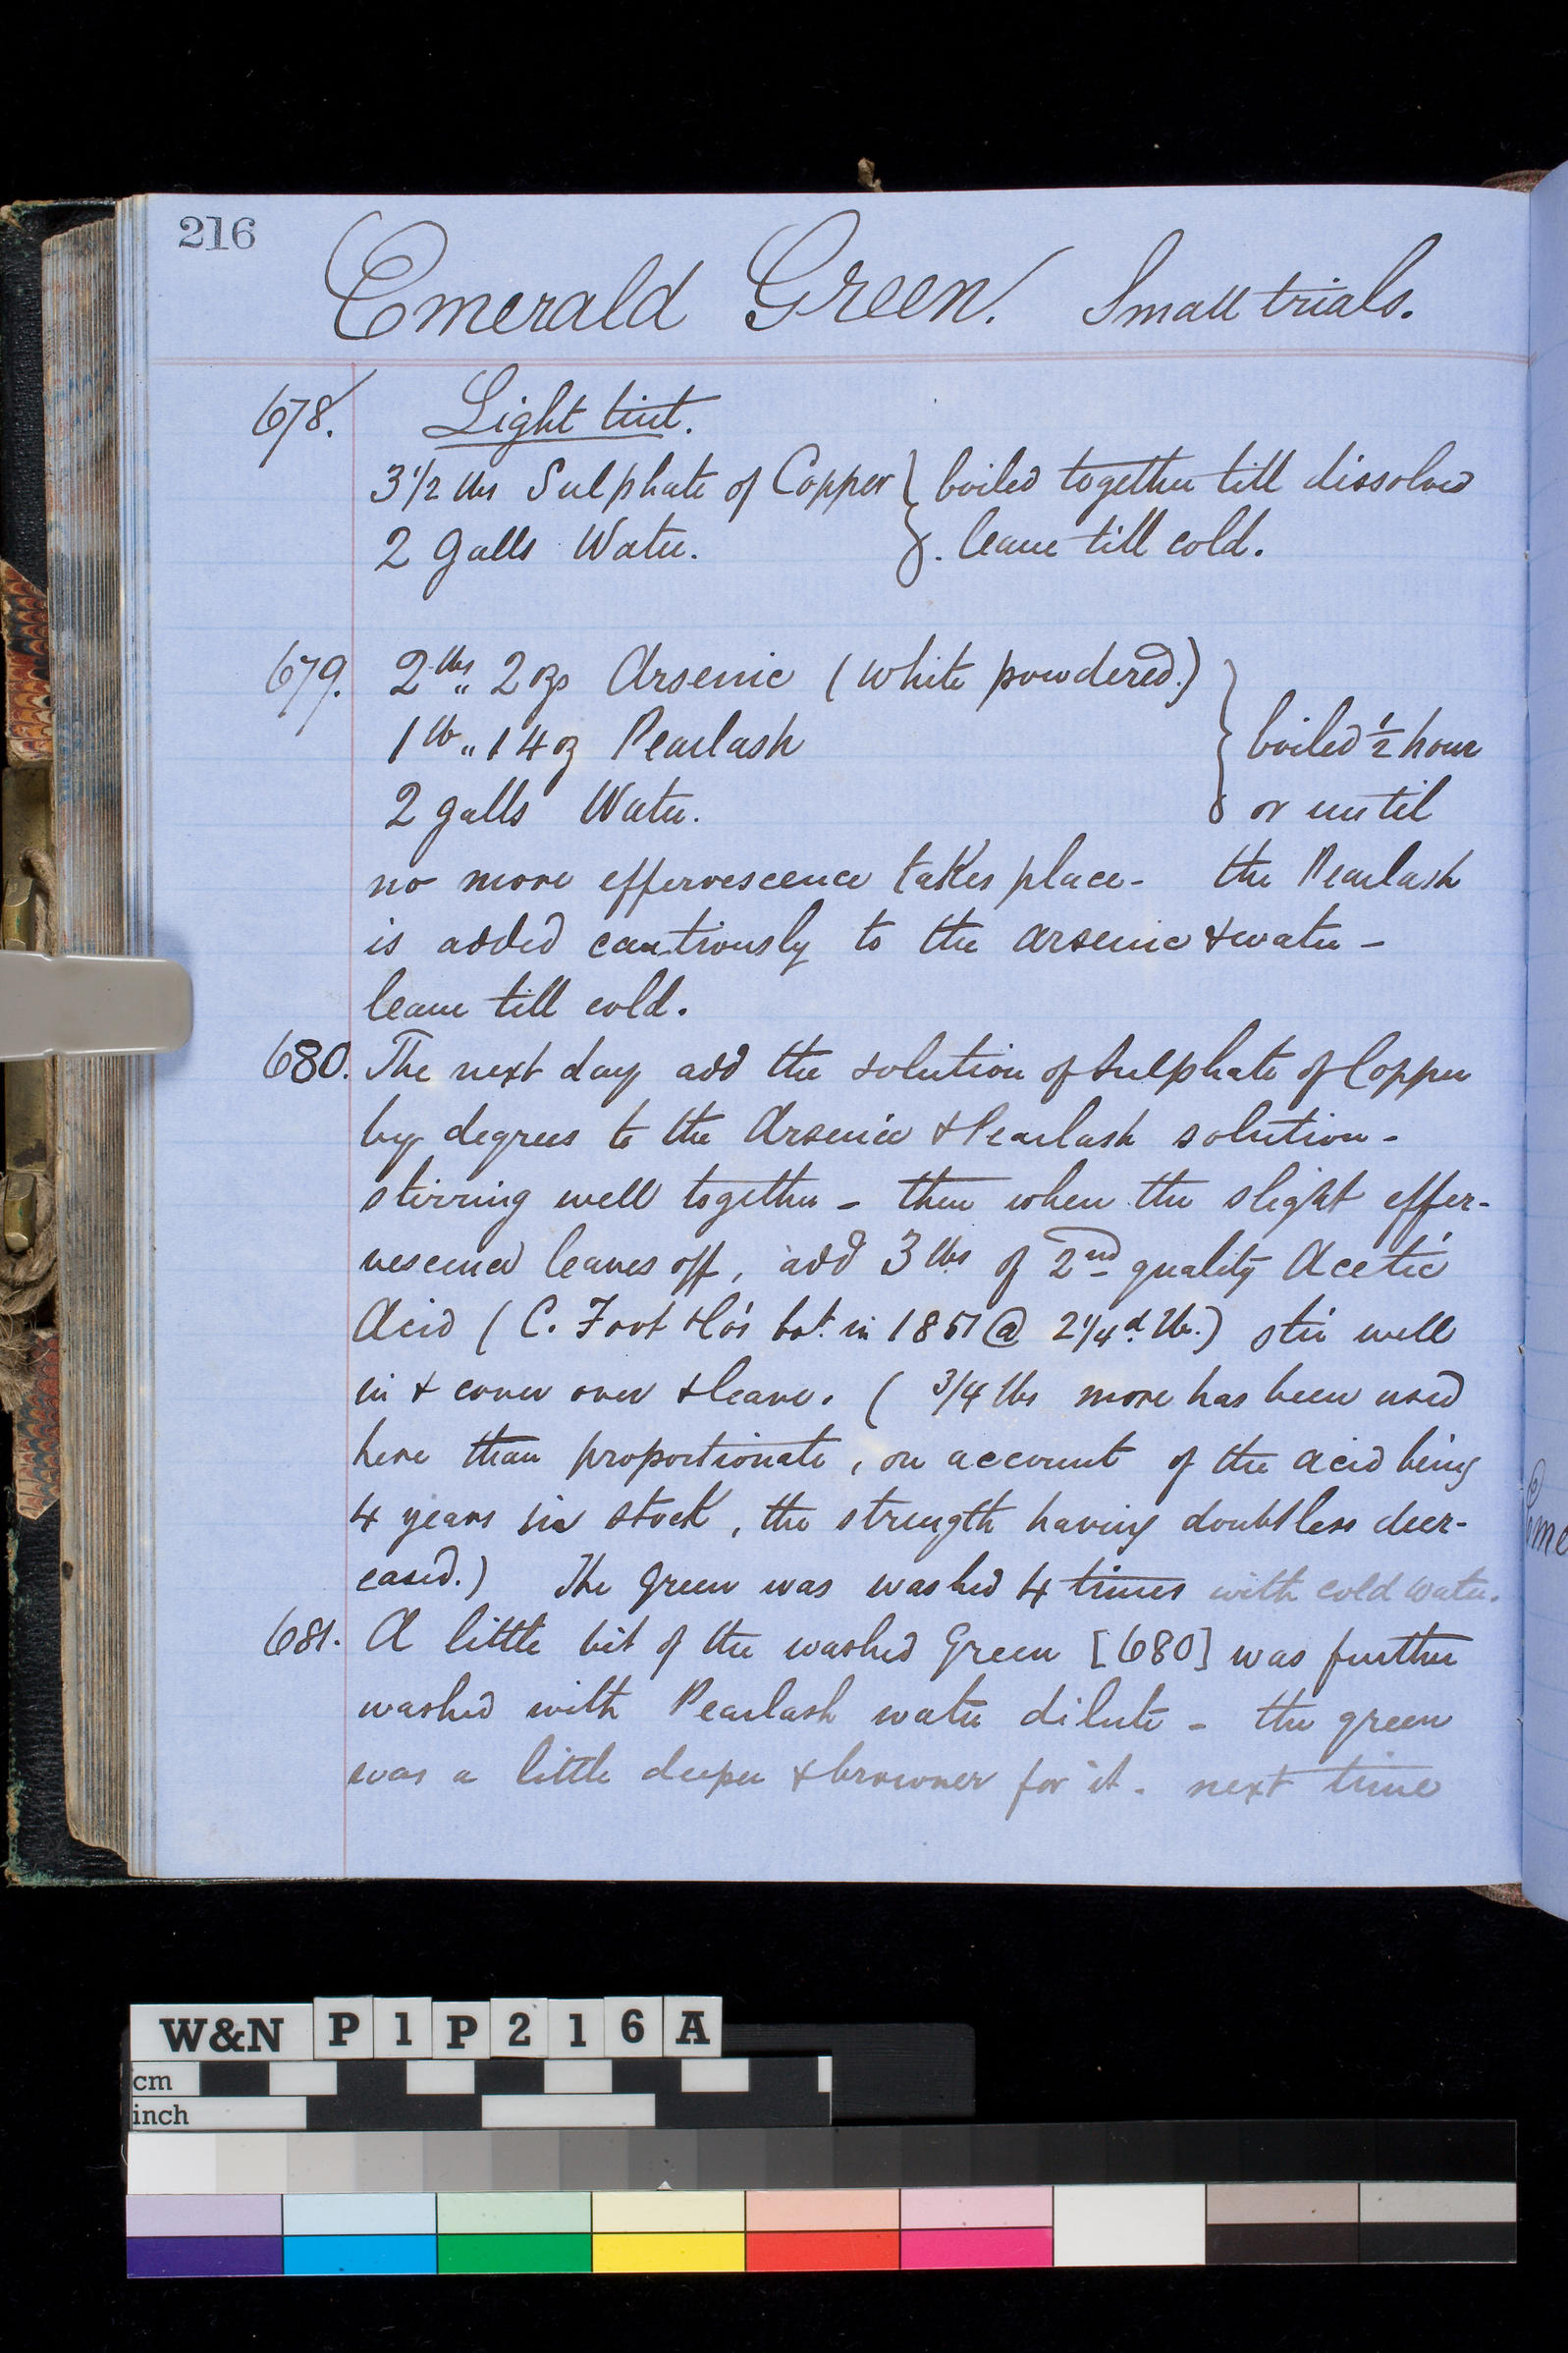 216
Emerald Green. Small trials.
678. Light tint.
3 1/2 lbs Sulphate of Copper } boiled together till dissolved
2 Galls Water. } leave till cold.
679. 2 lbs „ 2 ozs Arsenic (white powdered.)
1 lb „ 14 oz Pearlash } boiled ½ hour
2 galls Water. } or until
no more effervescence takes place - the Pearlash
is added cautiously to the arsenic & water -
leave till cold.
680. The next day add the solution of Sulphate of Copper
by degrees to the Arsenic & Pearlash solution -
stirring well together - then when the slight effer-
vescence leaves off, add 3 lbs of 2nd quality Acetic
Acid (C. Foot & Co's bot. in 1851 @ 2 1/4 d. lb.) stir well
in & cover over & leave. ( 3/4 lbs more has been used
here than proportionate, on account of the acid being
4 years in stock, the strength having doubtless decr-
eased.) The green was washed 4 times with cold water.
681. A little bit of the washed Green [680] was further
washed with Pearlash water dilute - the green
was a little deeper & browner for it. next time
W&N P1P216A
cm
inch